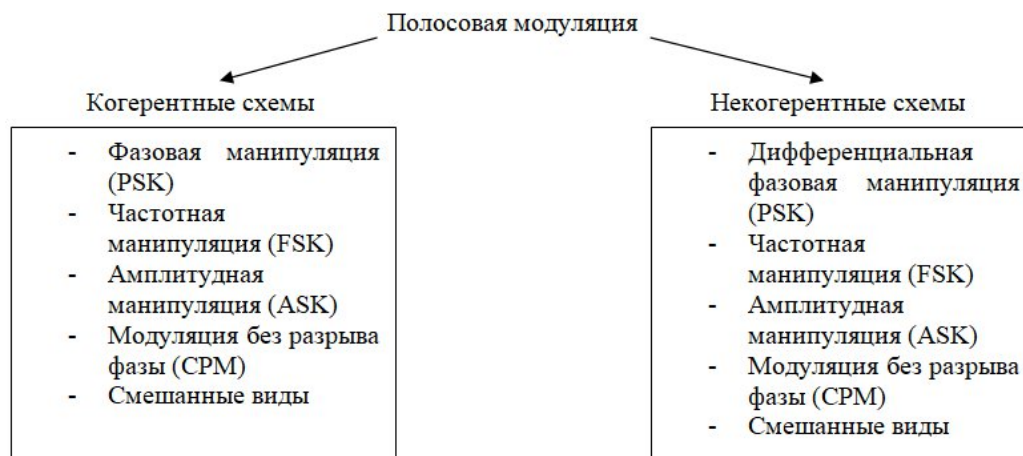 Полосовая модуляция
Когерентные схемы
- Фазовая манипуляция
(PSK)
- Частотная
манипуляция (FSK)
- Амплитудная
манипуляция (ASK)
- Модуляция без разрыва
фазы (CPM)
- Смешанные виды
Некогерентные схемы
- Дифференциальная
фазовая манипуляция
(PSK)
- Частотная
манипуляция (FSK)
- Амплитудная
манипуляция (ASK)
- Модуляция без разрыва
фазы (CPM)
- Смешанные виды